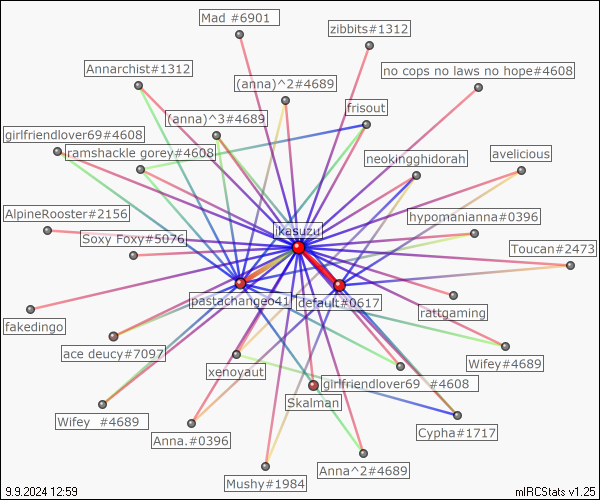 Mad #6901
zibbits#1312
Annarchist#1312
no cops no laws no hope#4608
(anna)^2#4689
frisout
(anna)^3#4689
girlfriendlover69#4608
ramshackle gorey#4608
neokingghidorah
avelicious
AlpineRooster#2156
hypomanianna#0396
jkasuzu
Soxy Foxy#5076
Toucan#2473
pastachangeo41
default#0617
rattgaming
fakedingo
ace deucy#7097
Wifey#4689
xenoyaut
girlfriendlover69 #4608
Skalman
Wifey #4689
Anna.#0396
Cypha#1717
Anna^2#4689
Mushy#1984
9.9.2024 12:59
mIRCStats v1.25